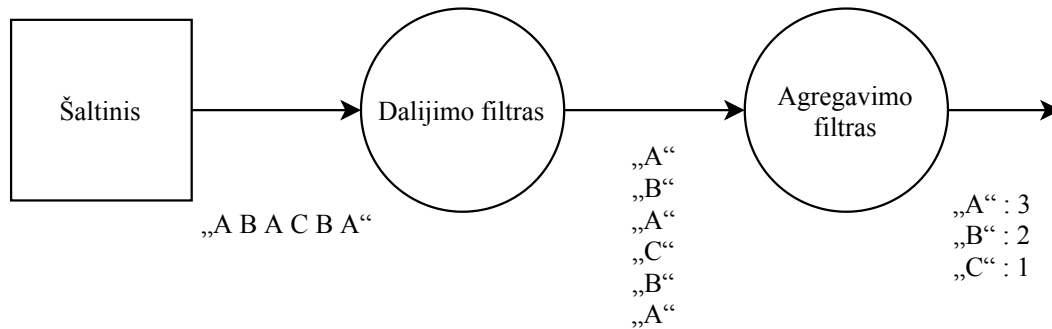 Šaltinis
„A B A C B A“
Dalijimo filtras
„A“
„B“
„A“
„C“
„B“
„A“
Agregavimo
filtras
„A“ : 3
„B“ : 2
„C“ : 1